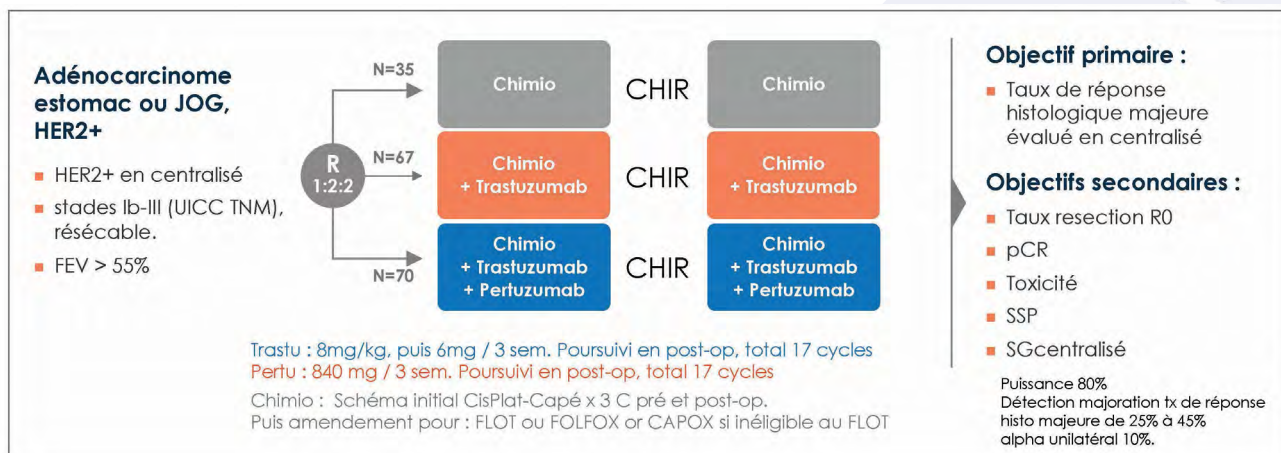 Adénocarcinome
estomac ou JOG,
HER2+
HER2+ en centralisé
stades Ib-III (UICC TNM),
résécable.
FEV > 55%
R
1:2:2
N=35
Chimio
CHIR
Chimio
N=67
Chimio
+ Trastuzumab
CHIR
Chimio
+ Trastuzumab
N=70
Chimio
+ Trastuzumab
+ Pertuzumab
CHIR
Chimio
+ Trastuzumab
+ Pertuzumab
Trastu : 8mg/kg, puis 6mg / 3 sem. Poursuivi en post-op, total 17 cycles
Pertu : 840 mg / 3 sem. Poursuivi en post-op, total 17 cycles
Chimio : Schéma initial CisPlat-Capé x 3 C pré et post-op.
Puis amendement pour : FLOT ou FOLFOX or CAPOX si inéligible au FLOT
Objectif primaire :
Taux de réponse
histologique majeure
évalué en centralisé
Objectifs secondaires :
Taux resection R0
pCR
Toxicité
SSP
SGcentralisé
Puissance 80%
Détection majoration tx de réponse
histo majeure de 25% à 45%
alpha unilatéral 10%.